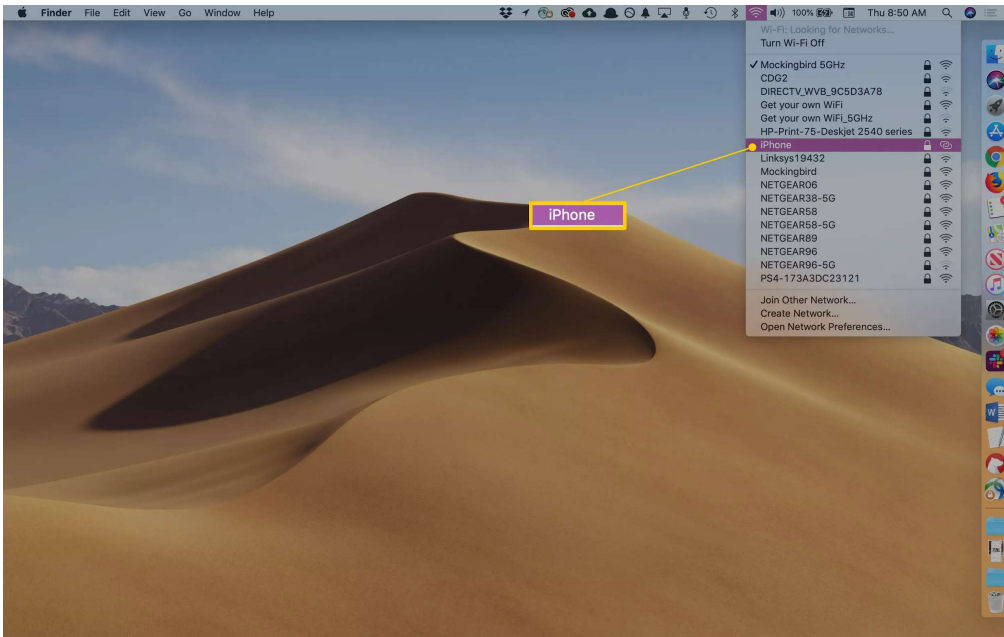 Finder File Edit View Go Window Help 100% Thu 8:50 AM
Wi-Fi: Looking for Networks...
Turn Wi-Fi Off
Mockingbird 5GHz
CDG2
DIRECTV_WVB_9C5D3A78
Get your own WiFi
Get your own WiFi_5GHz
HP-Print-75-Deskjet 2540 series
iPhone
Linksys19432
Mockingbird
NETGEAR06
NETGEAR38-5G
NETGEAR58
NETGEAR58-5G
NETGEAR89
NETGEAR96
NETGEAR96-5G
PS4-173A3DC23121
Join Other Network...
Create Network...
Open Network Preferences...
iPhone